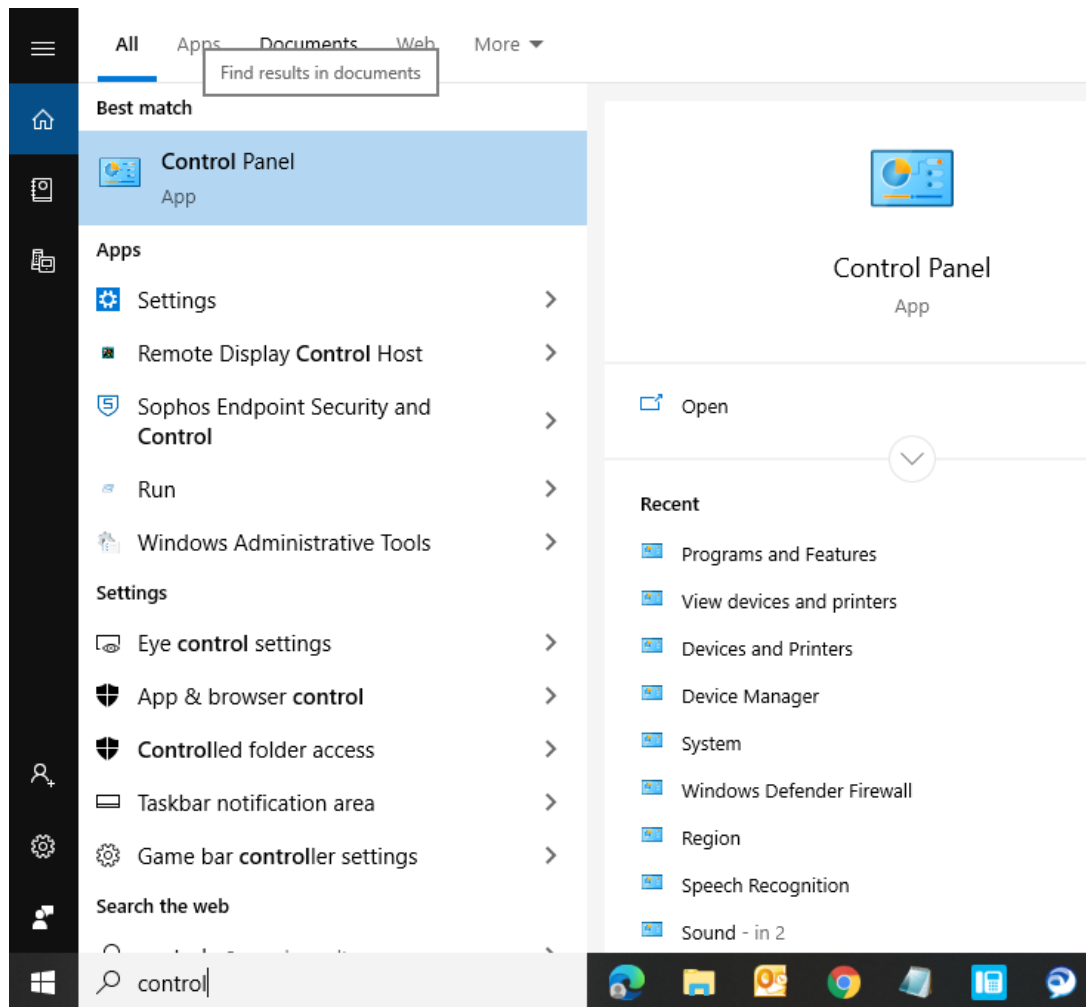 All Apps Documents Web More
Find results in documents
Best match
Control Panel
App
Apps
Settings
Remote Display Control Host
Sophos Endpoint Security and
Control
Run
Windows Administrative Tools
Settings
Eye control settings
App & browser control
Controlled folder access
Taskbar notification area
Game bar controller settings
Search the web
control
Control Panel
App
Open
Recent
Programs and Features
View devices and printers
Devices and Printers
Device Manager
System
Windows Defender Firewall
Region
Speech Recognition
Sound - in 2